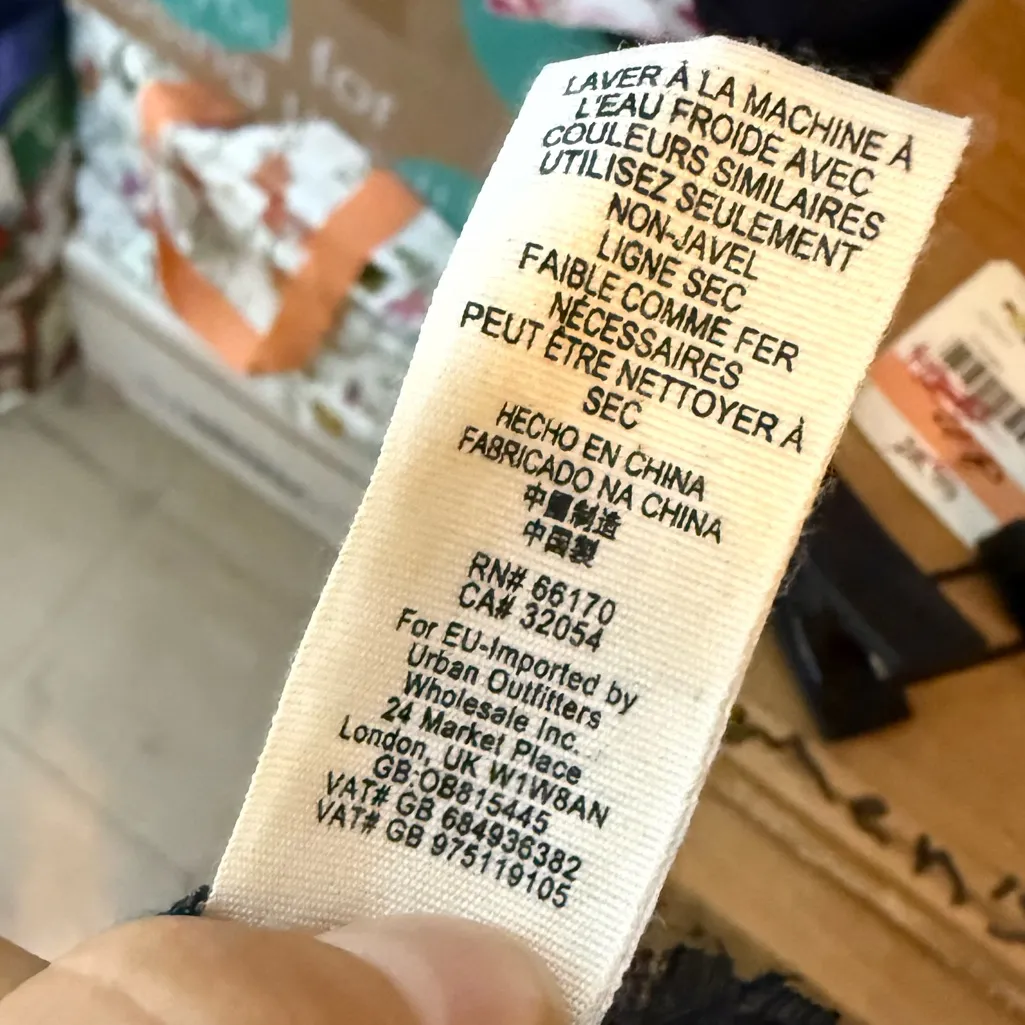 LAVER À LA MACHINE À
L'EAU FROIDE AVEC
COULEURS SIMILAIRES
UTILISEZ SEULEMENT
NON-JAVEL
LIGNE SEC
FAIBLE COMME FER
NÉCESSAIRES
PEUT ÊTRE NETTOYER À
SEC
HECHO EN CHINA
FABRICADO NA CHINA
中國制造
中国製
RN# 66170
CA# 32054
For EU-Imported by
Urban Outfitters
Wholesale Inc.
24 Market Place
London, UK W1W8AN
GB-OB815445
VAT# GB 684936382
VAT# GB 975119105
for